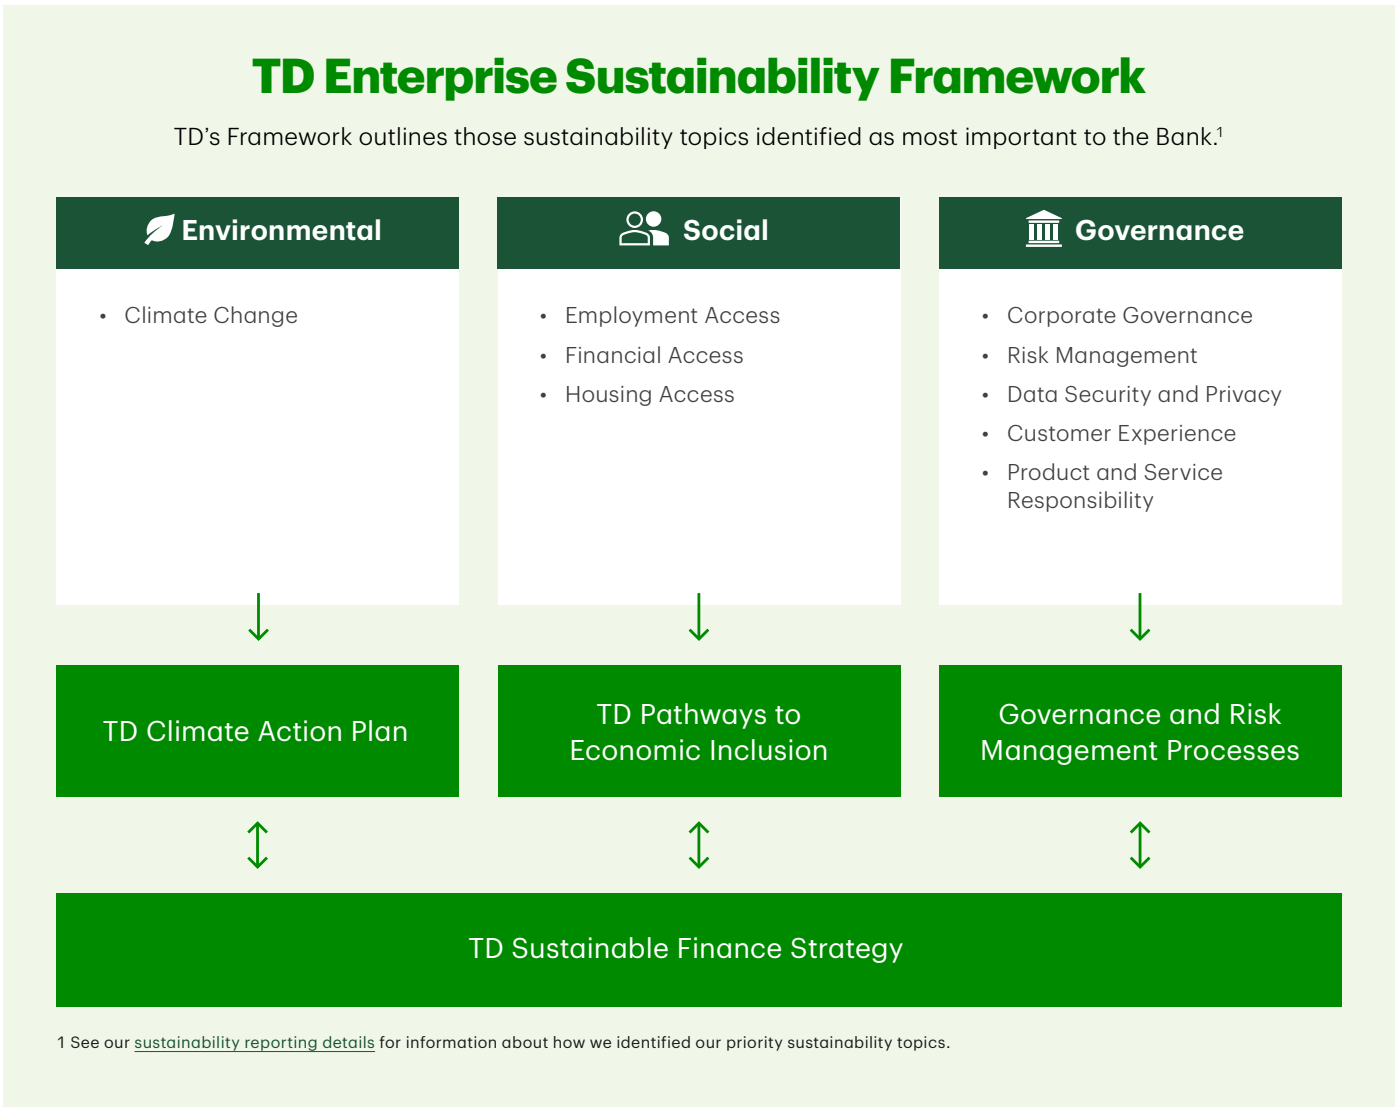 TD Enterprise Sustainability Framework
TD’s Framework outlines those sustainability topics identified as most important to the Bank.¹
Environmental
• Climate Change
Social
• Employment Access
• Financial Access
• Housing Access
Governance
• Corporate Governance
• Risk Management
• Data Security and Privacy
• Customer Experience
• Product and Service
Responsibility
TD Climate Action Plan
TD Pathways to
Economic Inclusion
Governance and Risk
Management Processes
TD Sustainable Finance Strategy
1 See our sustainability reporting details for information about how we identified our priority sustainability topics.